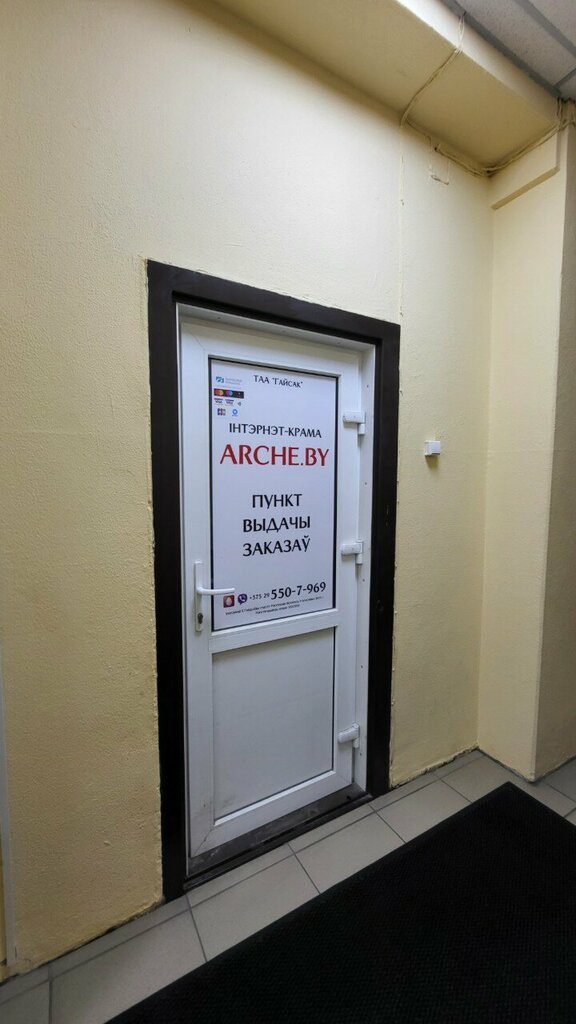 ТАА "ГАЙСАК"
ІНТЭРНЭТ-КРАМА
ARCHE.BY
ПУНКТ
ВЫДАЧЫ
ЗАКАЗАЎ
+375 29 550-7-969